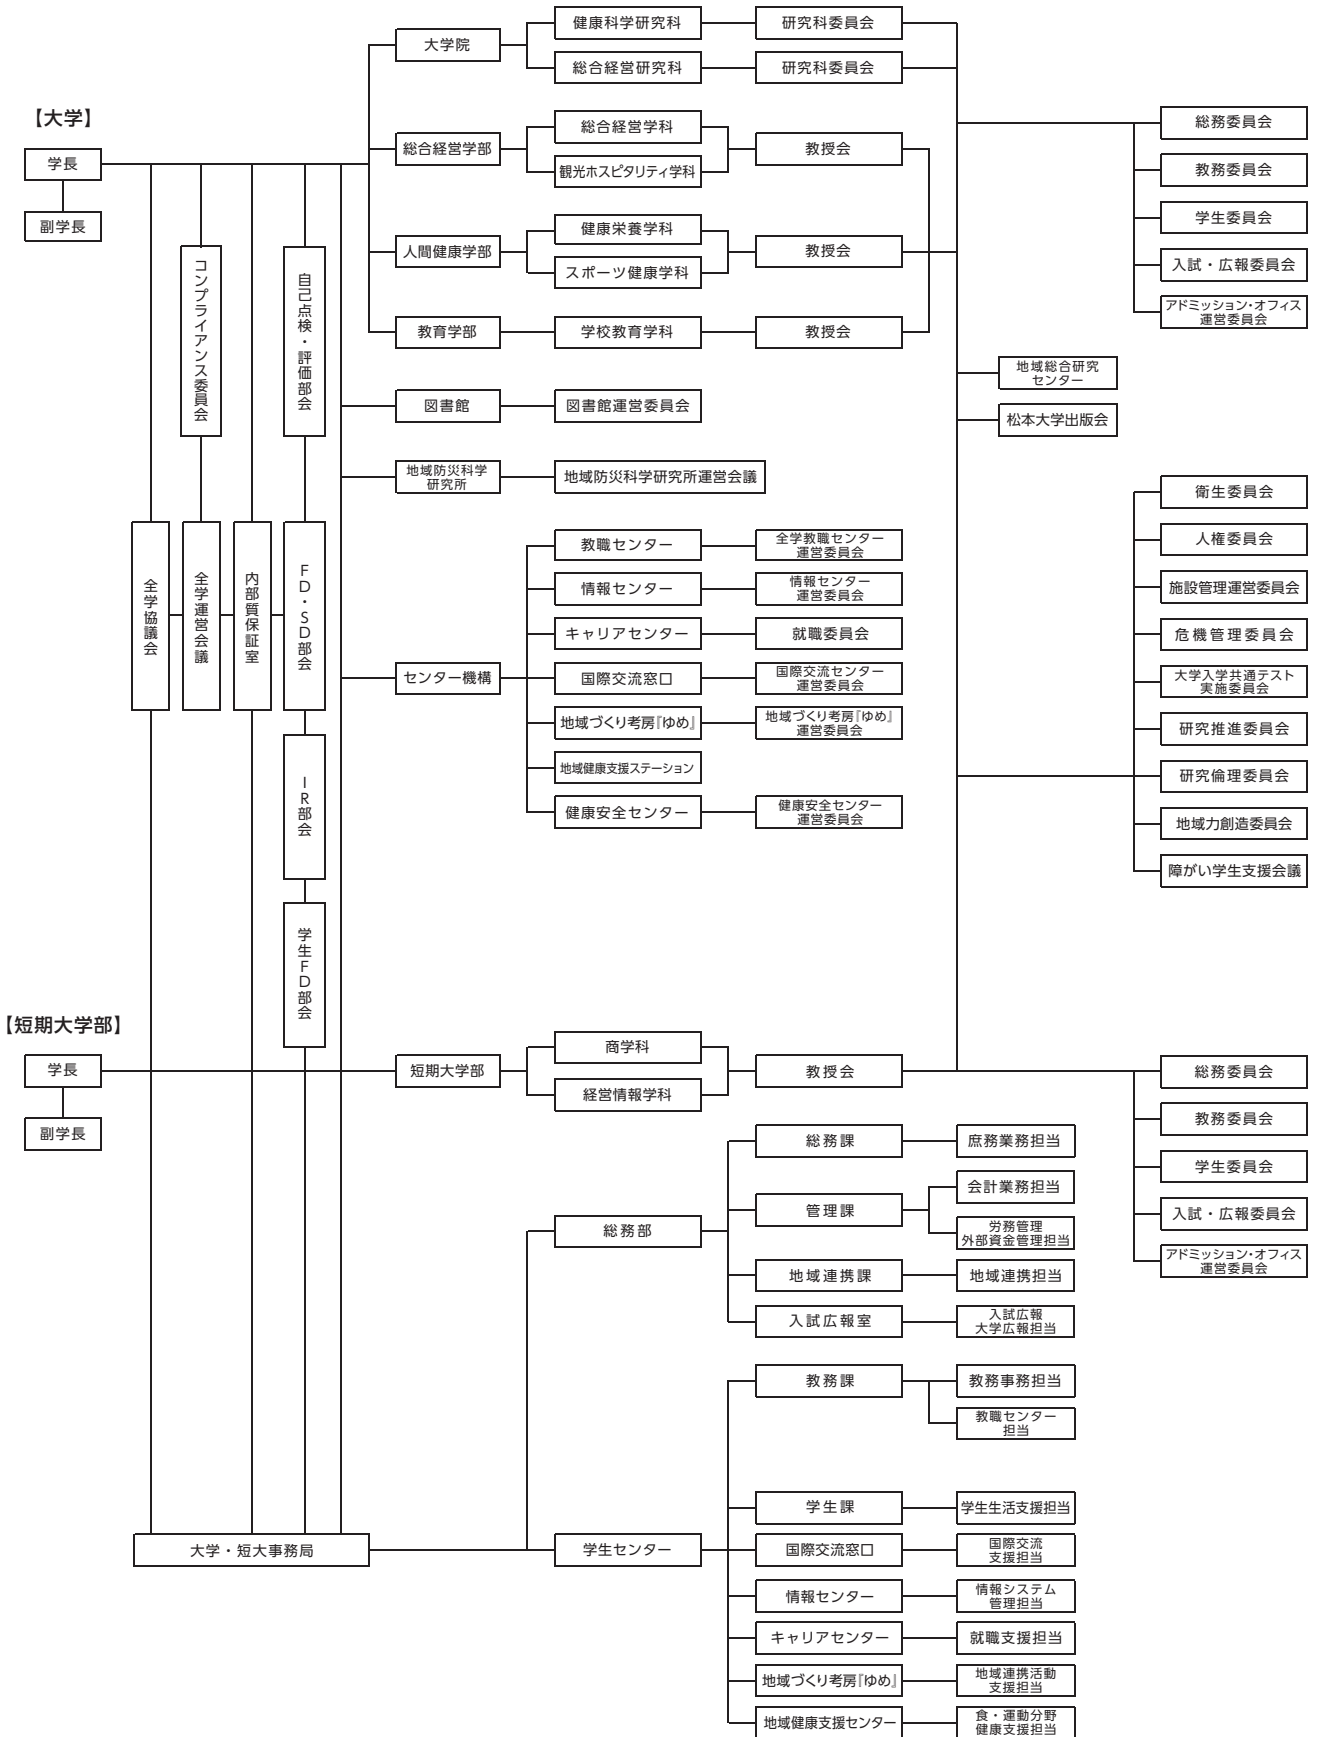 【大学】
学長
副学長
コンプライアンス委員会
自己点検・評価部会
全学協議会
全学運営会議
内部質保証室
FD・SD部会
IR部会
学生FD部会
大学院
健康科学研究科
研究科委員会
総合経営研究科
研究科委員会
総合経営学部
総合経営学科
観光ホスピタリティ学科
教授会
人間健康学部
健康栄養学科
スポーツ健康学科
教授会
教育学部
学校教育学科
教授会
図書館
図書館運営委員会
地域防災科学
研究所
地域防災科学研究所運営会議
センター機構
教職センター
全学教職センター
運営委員会
情報センター
情報センター
運営委員会
キャリアセンター
就職委員会
国際交流窓口
国際交流センター
運営委員会
地域づくり考房『ゆめ』
地域づくり考房『ゆめ』
運営委員会
地域健康支援ステーション
健康安全センター
健康安全センター
運営委員会
総務委員会
教務委員会
学生委員会
入試・広報委員会
アドミッション・オフィス
運営委員会
地域総合研究
センター
松本大学出版会
衛生委員会
人権委員会
施設管理運営委員会
危機管理委員会
大学入学共通テスト
実施委員会
研究推進委員会
研究倫理委員会
地域力創造委員会
障がい学生支援会議
【短期大学部】
学長
副学長
短期大学部
商学科
経営情報学科
教授会
総務委員会
教務委員会
学生委員会
入試・広報委員会
アドミッション・オフィス
運営委員会
大学・短大事務局
総務部
総務課
庶務業務担当
管理課
会計業務担当
労務管理
外部資金管理担当
地域連携課
地域連携担当
入試広報室
入試広報
大学広報担当
学生センター
教務課
教務事務担当
教職センター
担当
学生課
学生生活支援担当
国際交流窓口
国際交流
支援担当
情報センター
情報システム
管理担当
キャリアセンター
就職支援担当
地域づくり考房『ゆめ』
地域連携活動
支援担当
地域健康支援センター
食・運動分野
健康支援担当